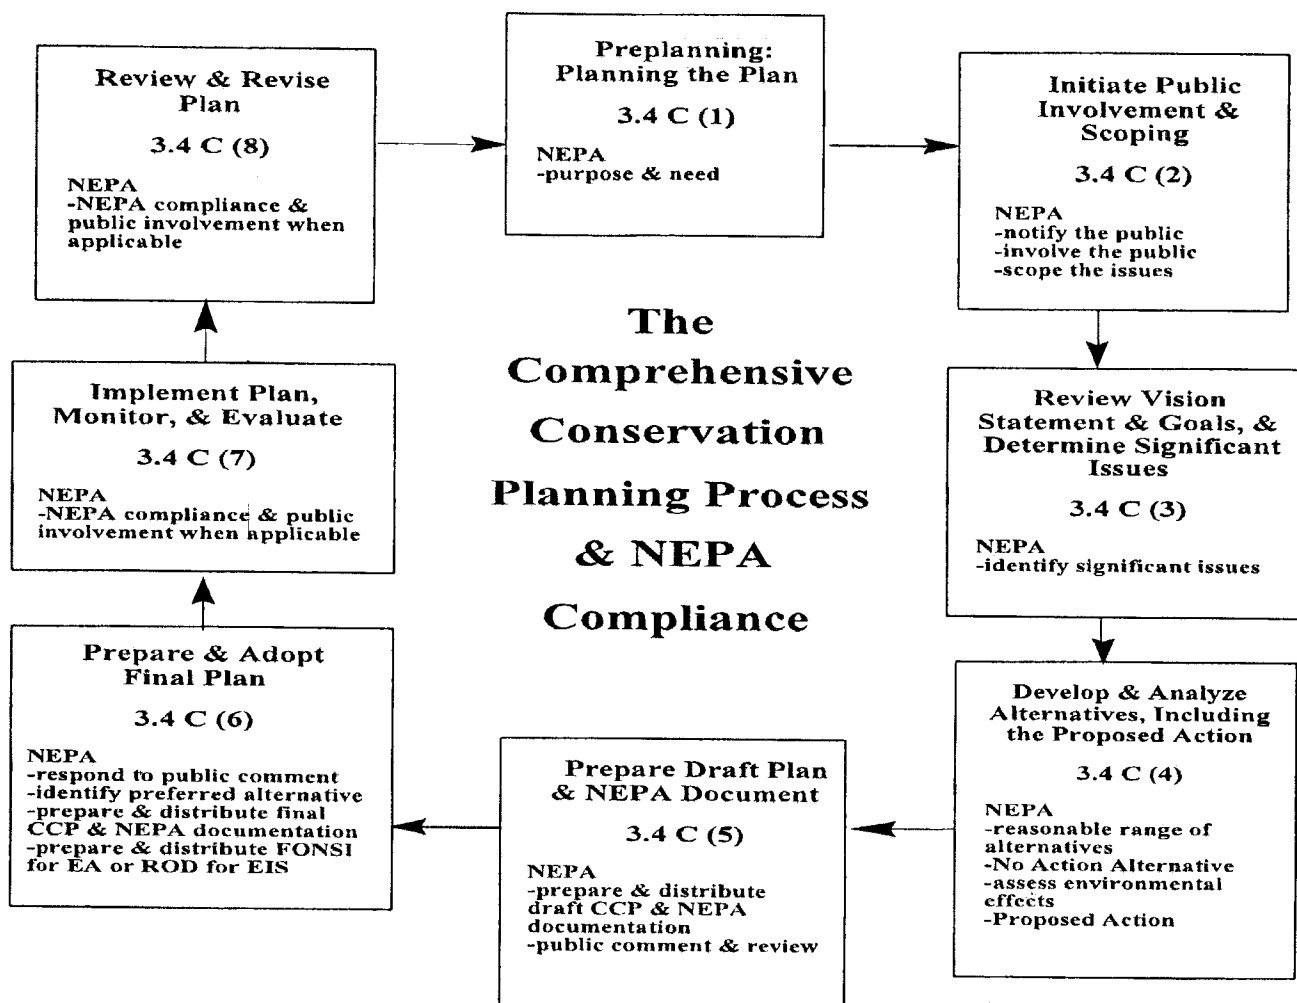 Preplanning:
Planning the Plan
3.4 C (1)
NEPA
-purpose & need
Initiate Public
Involvement &
Scoping
3.4 C (2)
NEPA
-notify the public
-involve the public
-scope the issues
Review Vision
Statement & Goals, &
Determine Significant
Issues
3.4 C (3)
NEPA
-identify significant issues
Develop & Analyze
Alternatives, Including
the Proposed Action
3.4 C (4)
NEPA
-reasonable range of
alternatives
-No Action Alternative
-assess environmental
effects
-Proposed Action
Prepare Draft Plan
& NEPA Document
3.4 C (5)
NEPA
-prepare & distribute
draft CCP & NEPA
documentation
-public comment & review
Prepare & Adopt
Final Plan
3.4 C (6)
NEPA
-respond to public comment
-identify preferred alternative
-prepare & distribute final
CCP & NEPA documentation
-prepare & distribute FONSI
for EA or ROD for EIS
Implement Plan,
Monitor, & Evaluate
3.4 C (7)
NEPA
-NEPA compliance & public
involvement when applicable
Review & Revise
Plan
3.4 C (8)
NEPA
-NEPA compliance &
public involvement when
applicable
The
Comprehensive
Conservation
Planning Process
& NEPA
Compliance